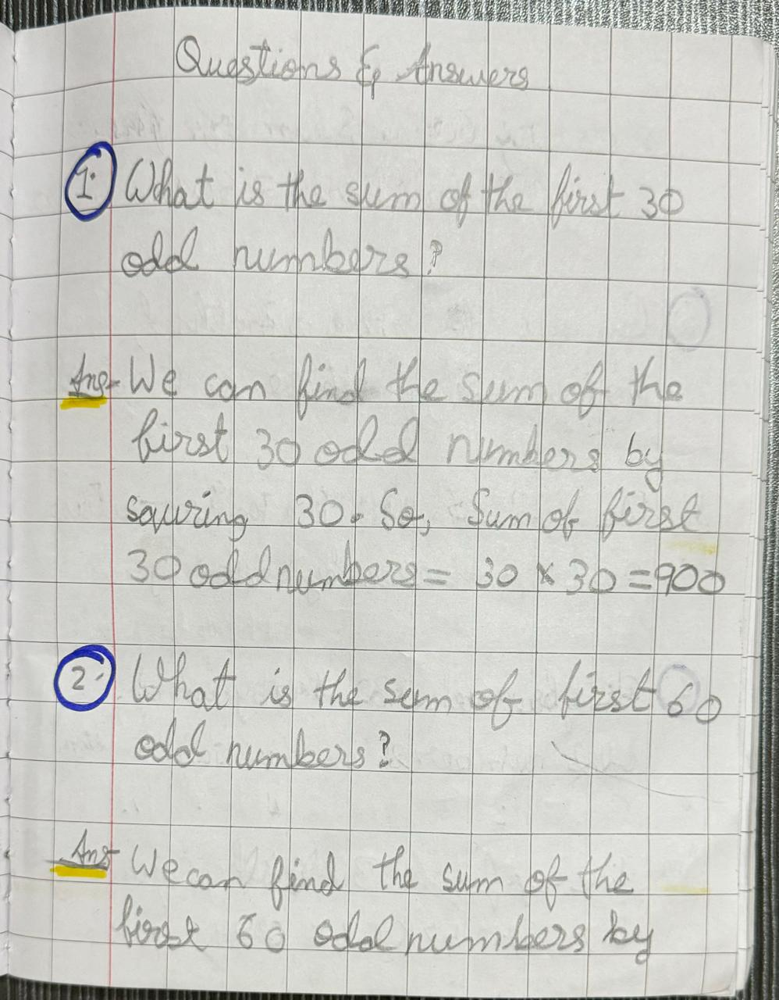 Questions & Answers
1. What is the sum of the first 30
odd numbers?
Ans- We can find the sum of the
first 30 odd numbers by
squring 30. So, Sum of first
30 odd numbers = 30 × 30 = 900
2. What is the sum of first 60
odd numbers?
Ans- We can find the sum of the
first 60 odd numbers by